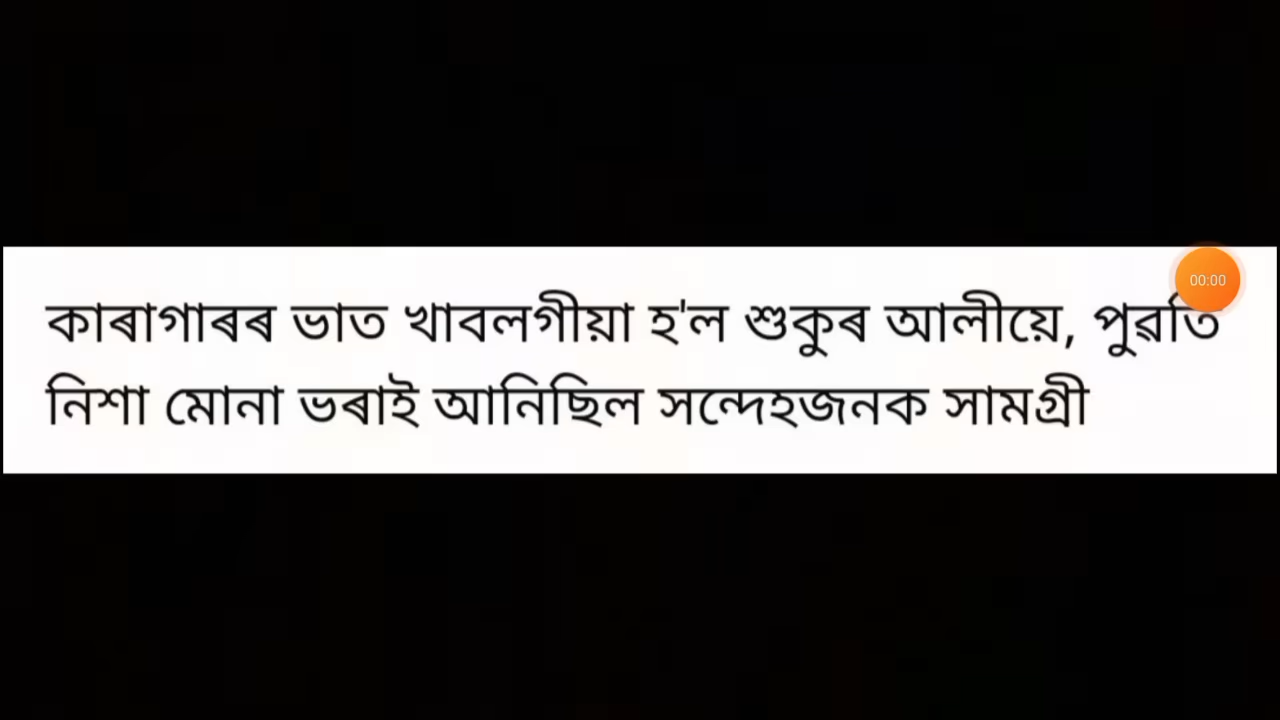 কাৰাগাৰৰ ভাত খাবলগীয়া হ'ল শুকুৰ আলীয়ে, পুৱতি
নিশা মোনা ভৰাই আনিছিল সন্দেহজনক সামগ্ৰী
00:00